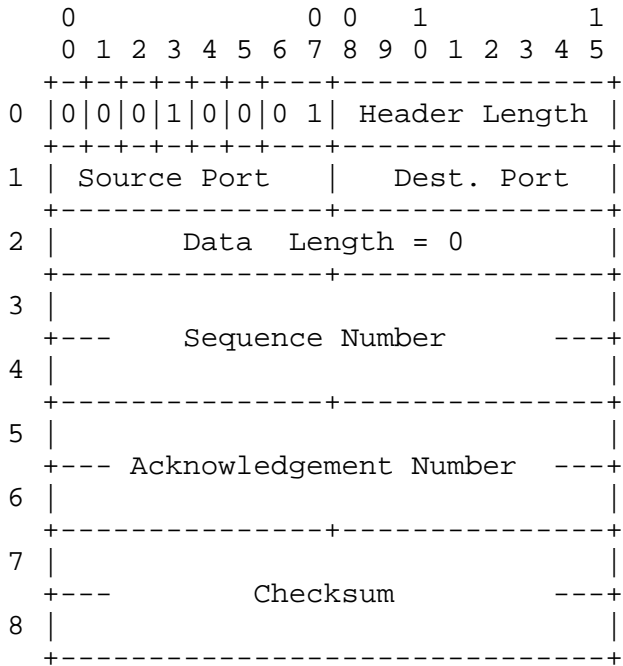 0             0 0   1         1
 0 1 2 3 4 5 6 7 8 9 0 1 2 3 4 5
+-+-+-+-+-+-+---+---------------+
0 |0|0|0|1|0|0|0 1| Header Length |
+-+-+-+-+-+-+---+---------------+
1 | Source Port   |   Dest. Port  |
+---------------+---------------+
2 |       Data  Length = 0        |
+---------------+---------------+
3 |                               |
+---    Sequence Number      ---+
4 |                               |
+---------------+---------------+
5 |                               |
+--- Acknowledgement Number  ---+
6 |                               |
+---------------+---------------+
7 |                               |
+---        Checksum         ---+
8 |                               |
+-------------------------------+